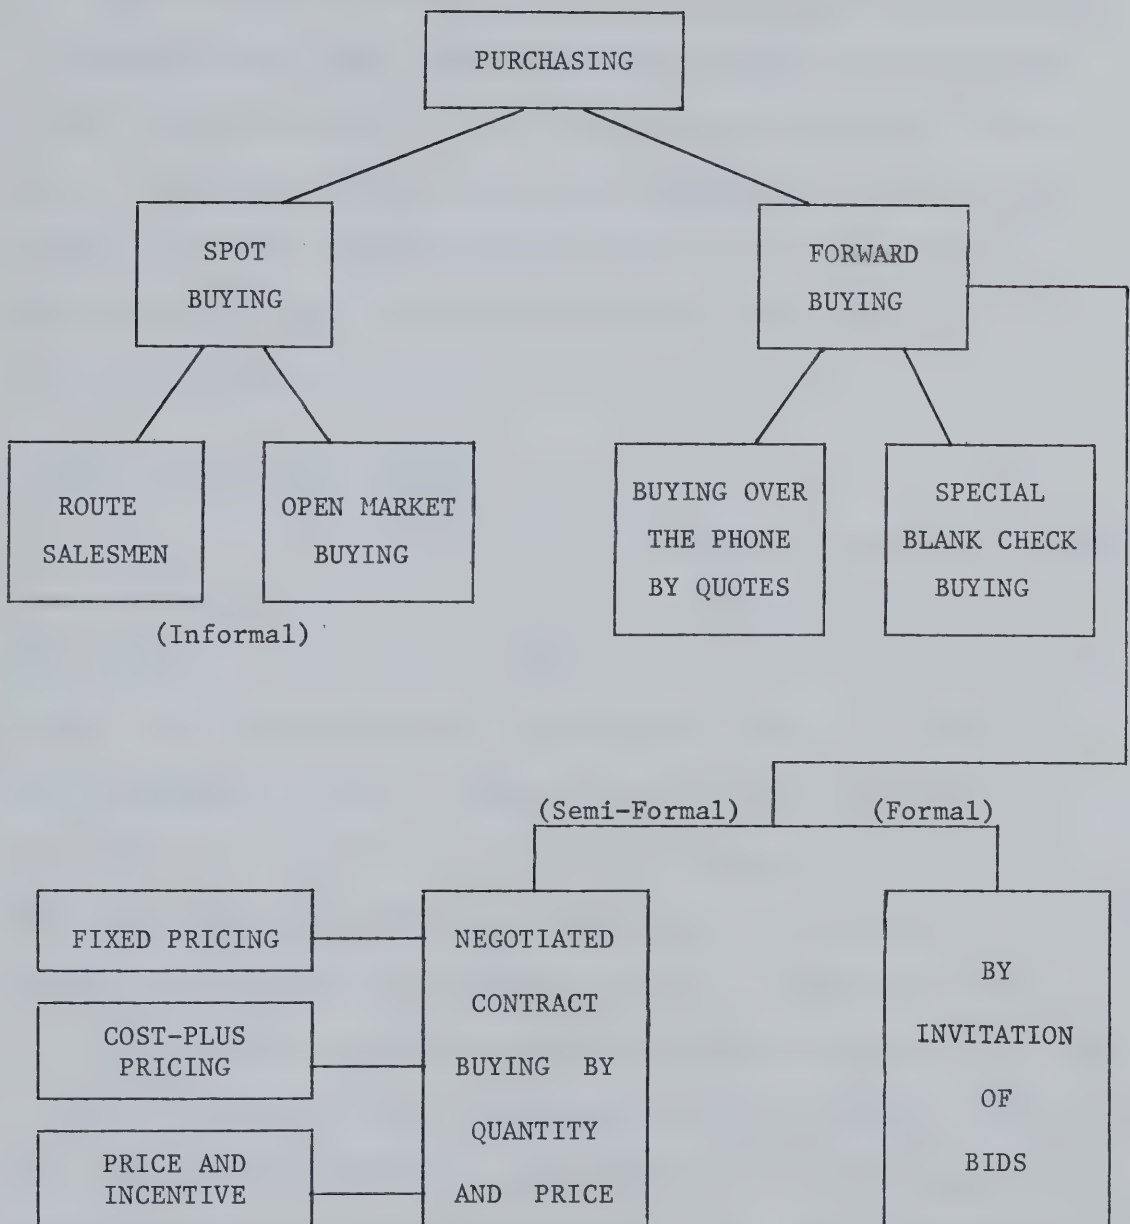 PURCHASING
SPOT
BUYING
FORWARD
BUYING
ROUTE
SALESMEN
OPEN MARKET
BUYING
BUYING OVER
THE PHONE
BY QUOTES
SPECIAL
BLANK CHECK
BUYING
(Informal)
(Semi-Formal)
(Formal)
FIXED PRICING
COST-PLUS
PRICING
PRICE AND
INCENTIVE
NEGOTIATED
CONTRACT
BUYING BY
QUANTITY
AND PRICE
BY
INVITATION
OF
BIDS